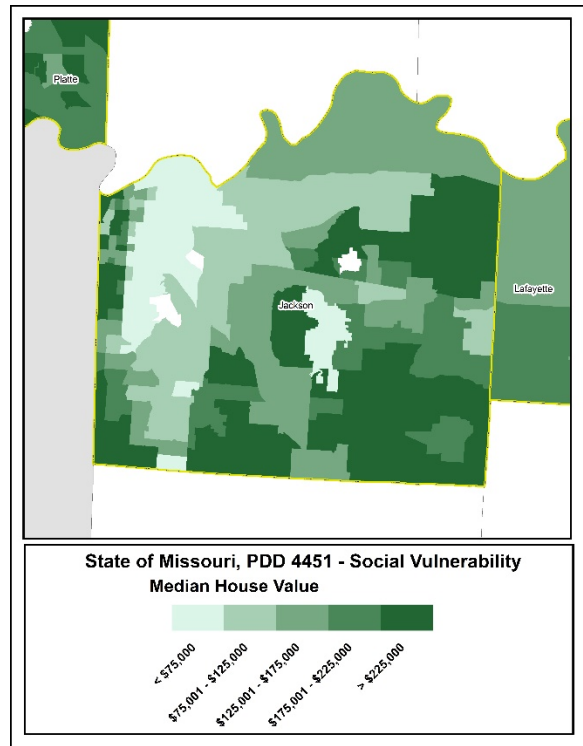 Platte
Jackson
Lafayette
State of Missouri, PDD 4451 - Social Vulnerability
Median House Value
< $75,000
$75,001 - $125,000
$125,001 - $175,000
$175,001 - $225,000
> $225,000